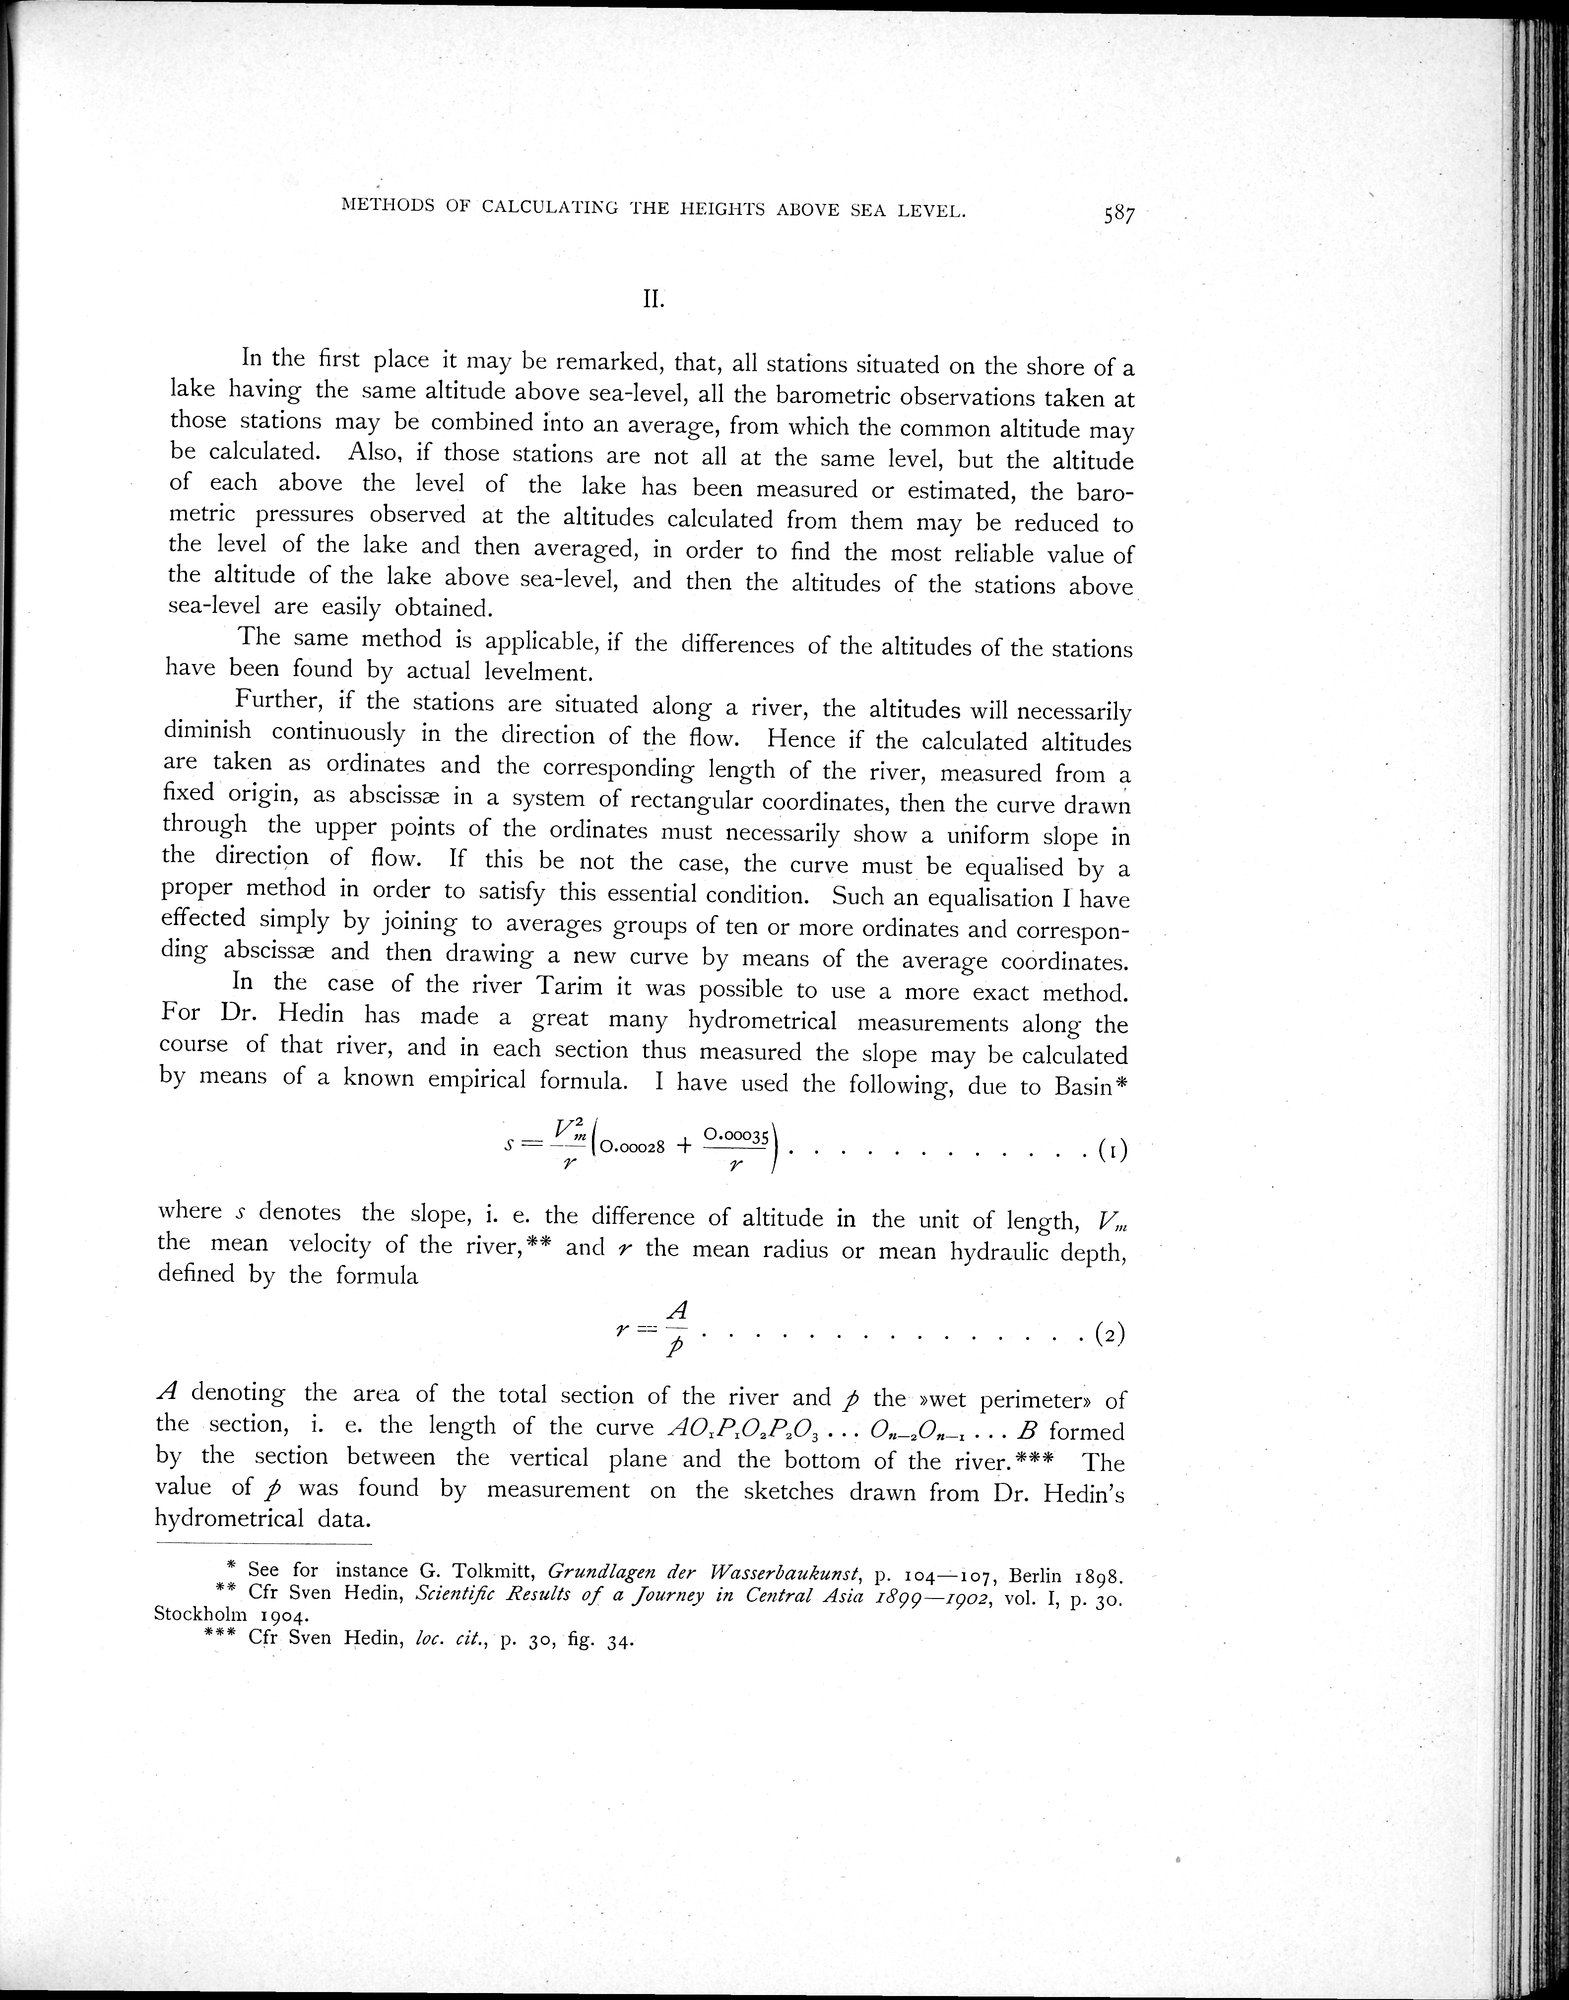 METHODS OF CALCULATING THE HEIGHTS ABOVE SEA LEVEL. 587
II.
In the first place it may be remarked, that, all stations situated on the shore of a
lake having the same altitude above sea-level, all the barometric observations taken at
those stations may be combined into an average, from which the common altitude may
be calculated. Also, if those stations are not all at the same level, but the altitude
of each above the level of the lake has been measured or estimated, the baro-
metric pressures observed at the altitudes calculated from them may be reduced to
the level of the lake and then averaged, in order to find the most reliable value of
the altitude of the lake above sea-level, and then the altitudes of the stations above
sea-level are easily obtained.
The same method is applicable, if the differences of the altitudes of the stations
have been found by actual levelment.
Further, if the stations are situated along a river, the altitudes will necessarily
diminish continuously in the direction of the flow. Hence if the calculated altitudes
are taken as ordinates and the corresponding length of the river, measured from a
fixed origin, as abscissæ in a system of rectangular coordinates, then the curve drawn
through the upper points of the ordinates must necessarily show a uniform slope in
the direction of flow. If this be not the case, the curve must be equalised by a
proper method in order to satisfy this essential condition. Such an equalisation I have
effected simply by joining to averages groups of ten or more ordinates and correspon-
ding abscissæ and then drawing a new curve by means of the average coordinates.
In the case of the river Tarim it was possible to use a more exact method.
For Dr. Hedin has made a great many hydrometrical measurements along the
course of that river, and in each section thus measured the slope may be calculated
by means of a known empirical formula. I have used the following, due to Basin*
s = V²ₘ/r (0.00028 + 0.00035/r) . . . . . . . . . . . . (1)
where s denotes the slope, i. e. the difference of altitude in the unit of length, Vₘ
the mean velocity of the river,** and r the mean radius or mean hydraulic depth,
defined by the formula
r = A/p . . . . . . . . . . . . . . . (2)
A denoting the area of the total section of the river and p the »wet perimeter» of
the section, i. e. the length of the curve AO₁P₁O₂P₂O₃ ... Oₙ₋₂Oₙ₋₁ ... B formed
by the section between the vertical plane and the bottom of the river.*** The
value of p was found by measurement on the sketches drawn from Dr. Hedin's
hydrometrical data.
* See for instance G. Tolkmitt, Grundlagen der Wasserbaukunst, p. 104—107, Berlin 1898.
** Cfr Sven Hedin, Scientific Results of a Journey in Central Asia 1899—1902, vol. I, p. 30.
Stockholm 1904.
*** Cfr Sven Hedin, loc. cit., p. 30, fig. 34.